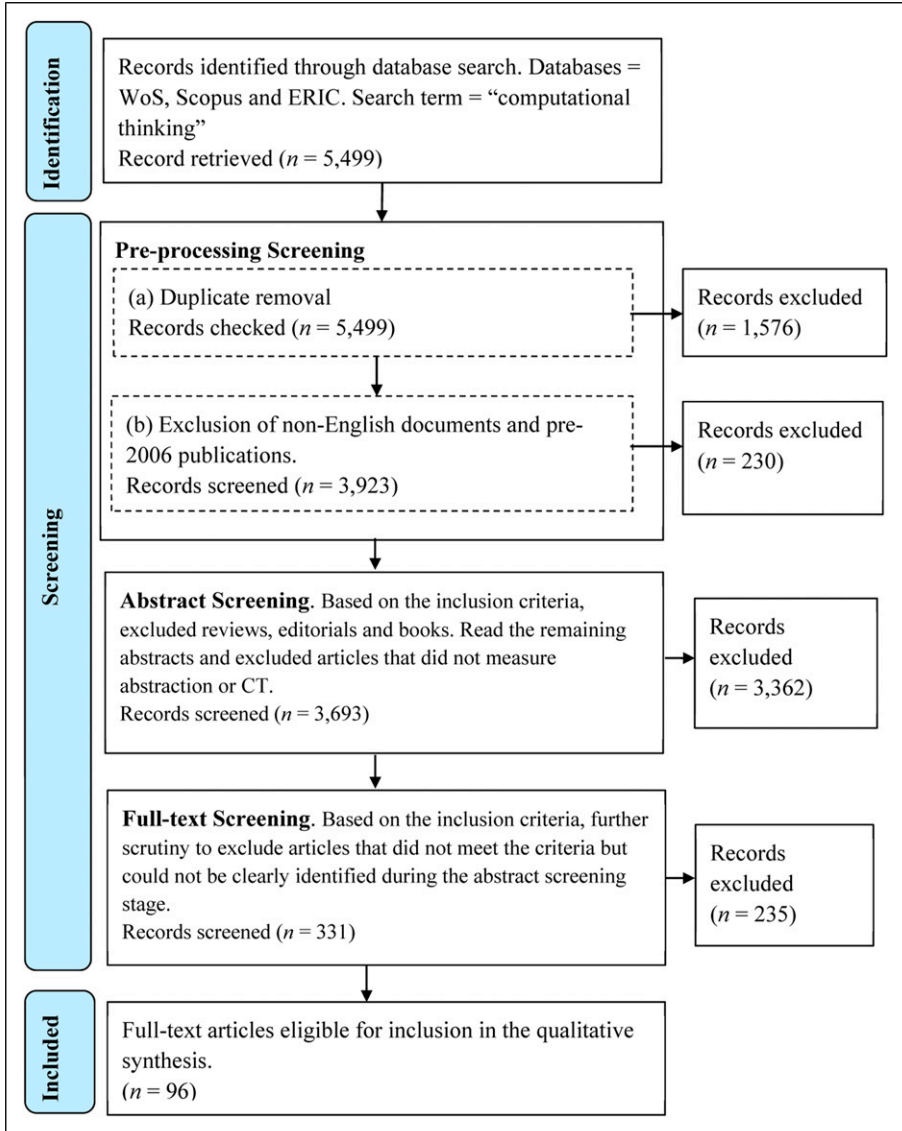 Identification
Records identified through database search. Databases =
WoS, Scopus and ERIC. Search term = “computational
thinking”
Record retrieved (n = 5,499)
Screening
Pre-processing Screening
(a) Duplicate removal
Records checked (n = 5,499)
Records excluded
(n = 1,576)
(b) Exclusion of non-English documents and pre-
2006 publications.
Records screened (n = 3,923)
Records excluded
(n = 230)
Abstract Screening. Based on the inclusion criteria,
excluded reviews, editorials and books. Read the remaining
abstracts and excluded articles that did not measure
abstraction or CT.
Records screened (n = 3,693)
Records
excluded
(n = 3,362)
Full-text Screening. Based on the inclusion criteria, further
scrutiny to exclude articles that did not meet the criteria but
could not be clearly identified during the abstract screening
stage.
Records screened (n = 331)
Records
excluded
(n = 235)
Included
Full-text articles eligible for inclusion in the qualitative
synthesis.
(n = 96)